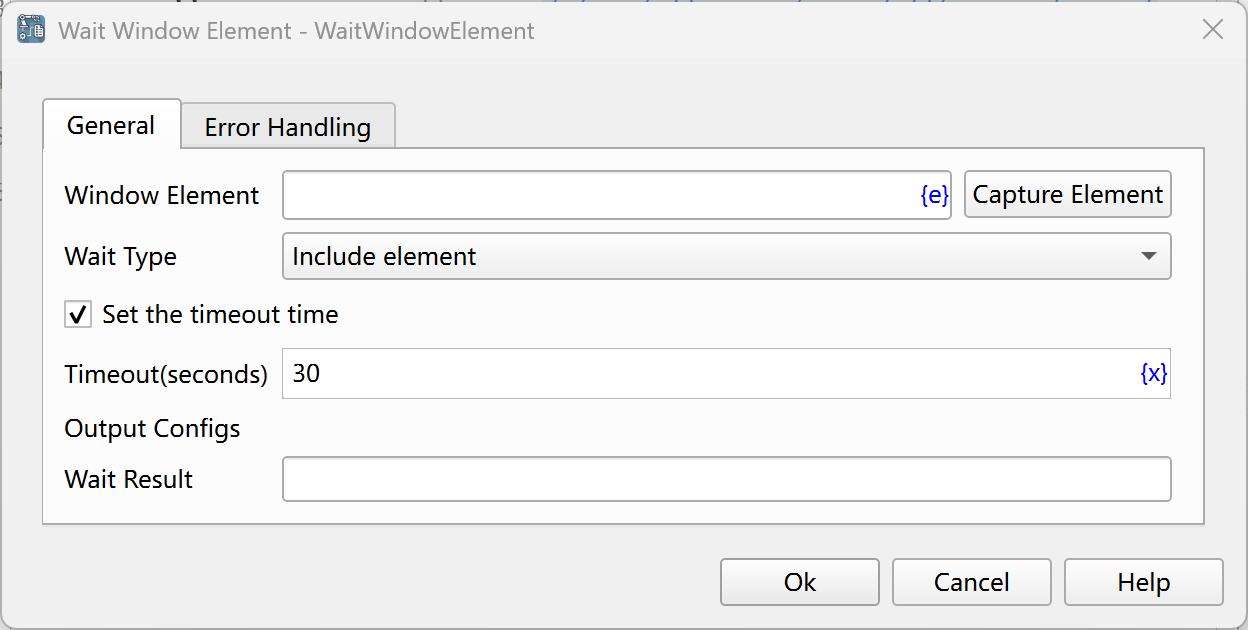 Wait Window Element - WaitWindowElement
General
Error Handling
Window Element
{e}
Capture Element
Wait Type
Include element
Set the timeout time
Timeout(seconds)
30
{x}
Output Configs
Wait Result
Ok
Cancel
Help